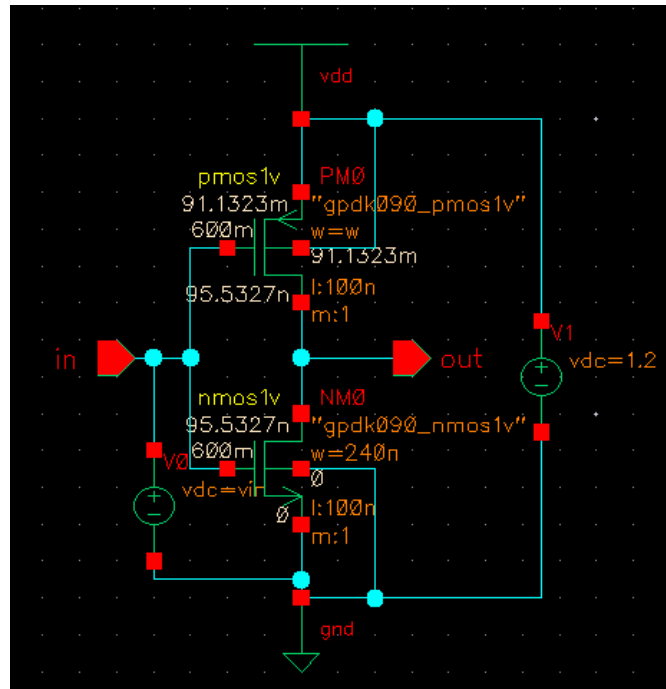 vdd
pmos1v PM0
91.1323m "gpdk090_pmos1v"
600m w=w
91.1323m
95.5327n l:100n
m:1
in out V1
vdc=1.2
nmos1v NM0
95.5327n "gpdk090_nmos1v"
600m w=240n
V0 0
vdc=vin
0 l:100n
m:1
gnd